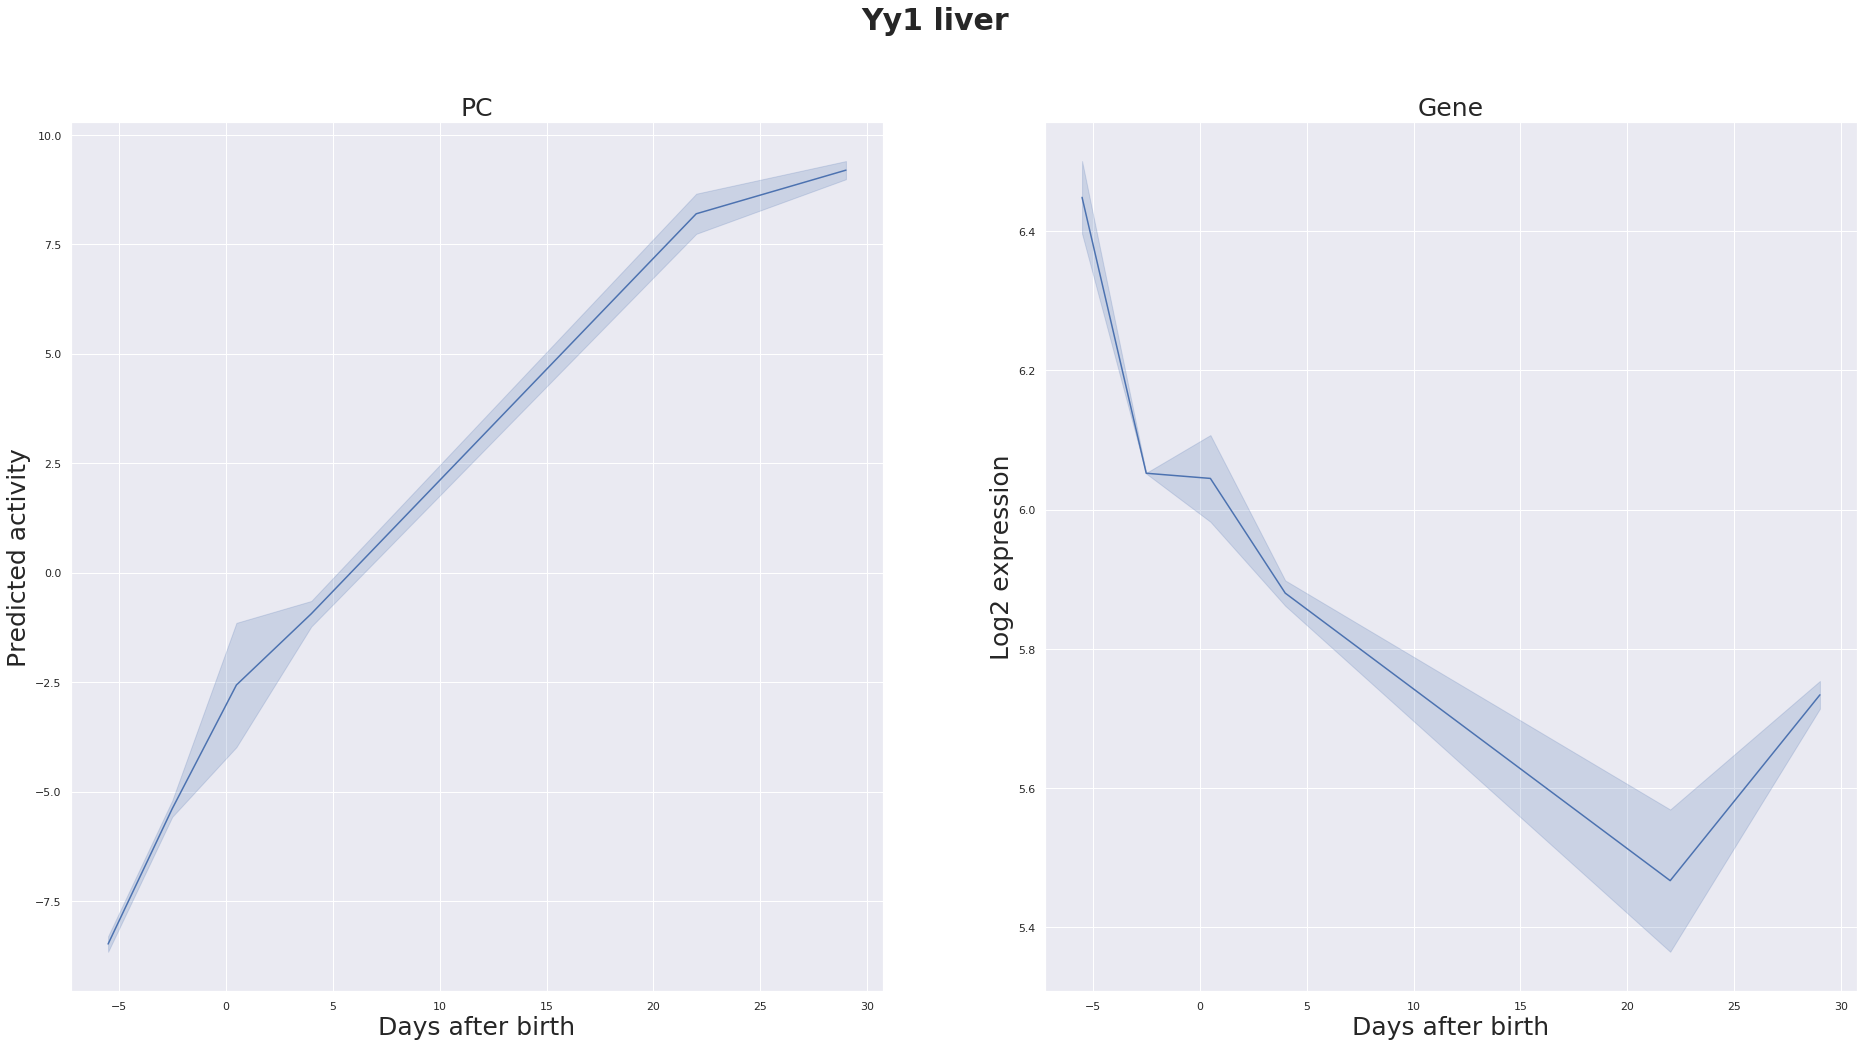 Yy1 liver
PC
Predicted activity
10.0
7.5
5.0
2.5
0.0
−2.5
−5.0
−7.5
−5 0 5 10 15 20 25 30
Days after birth
Gene
Log2 expression
6.4
6.2
6.0
5.8
5.6
5.4
−5 0 5 10 15 20 25 30
Days after birth